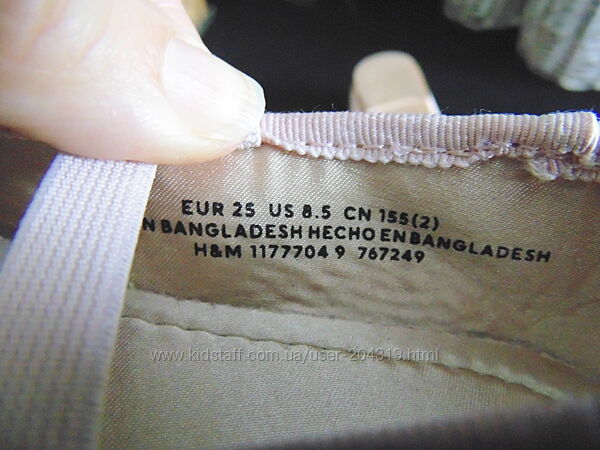 EUR 25 US 8.5 CN 155(2)
N BANGLADESH HECHO EN BANGLADESH
H&M 1177704 9 767249
www.kidstaff.com.ua/user-204319.html